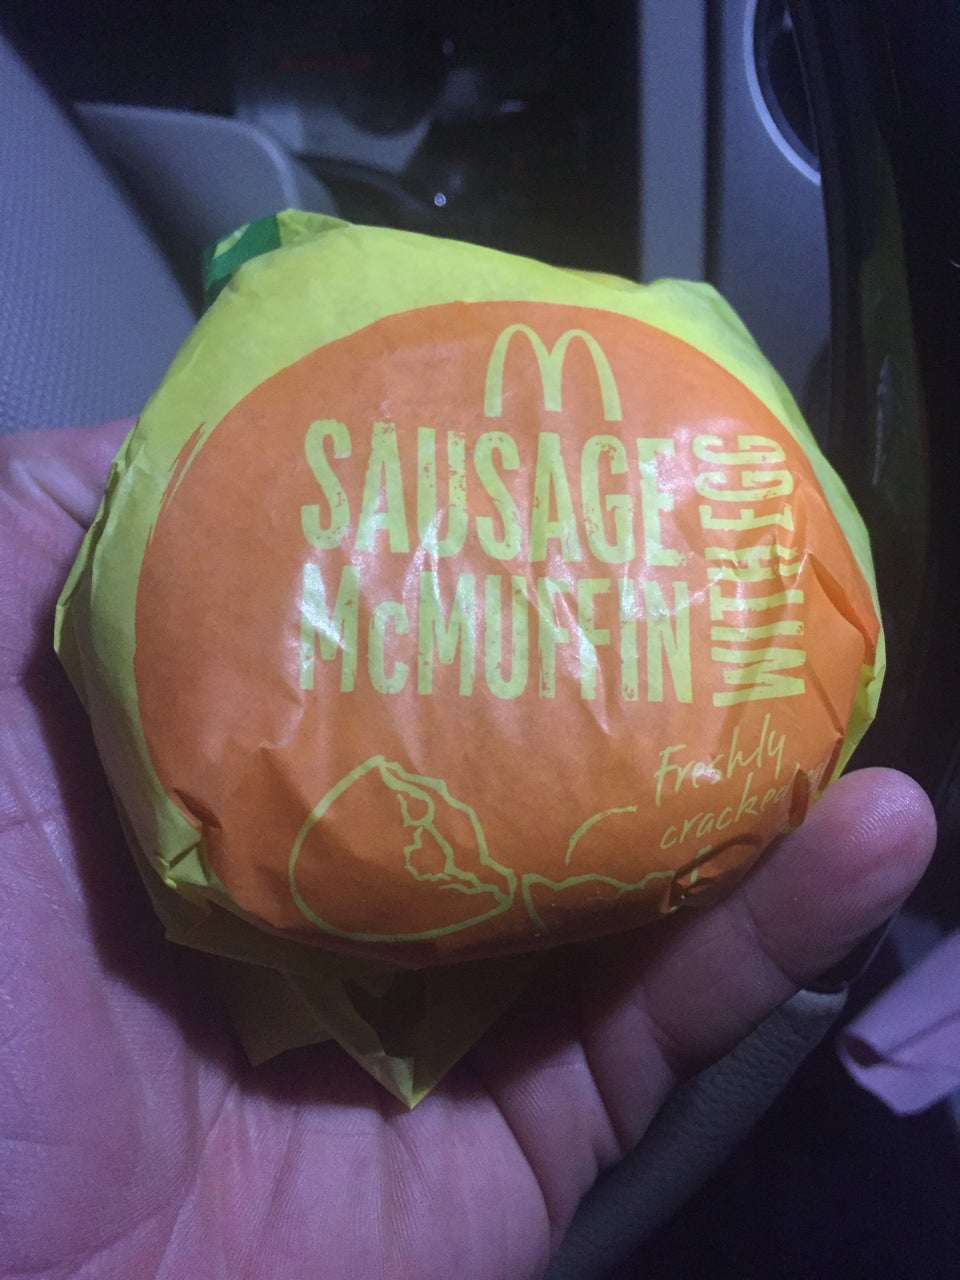 SAUSAGE
McMUFFIN
WITH EGG
Freshly
cracked